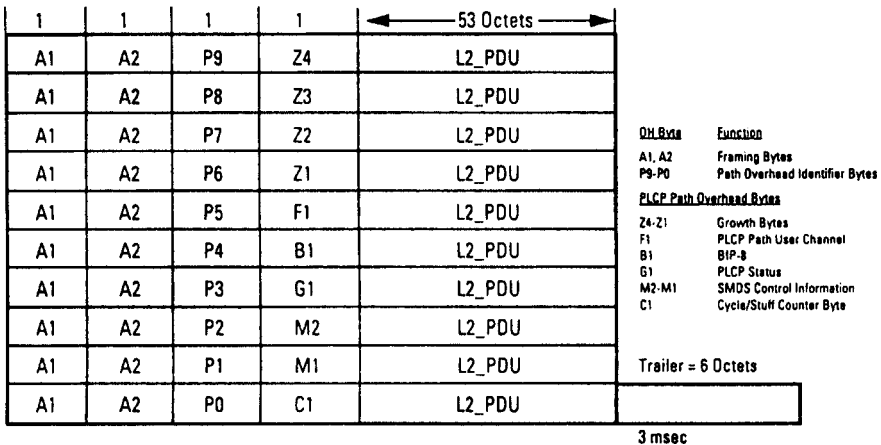 1 1 1 1 53 Octets
A1 A2 P9 Z4 L2_PDU
A1 A2 P8 Z3 L2_PDU
A1 A2 P7 Z2 L2_PDU
A1 A2 P6 Z1 L2_PDU
A1 A2 P5 F1 L2_PDU
A1 A2 P4 B1 L2_PDU
A1 A2 P3 G1 L2_PDU
A1 A2 P2 M2 L2_PDU
A1 A2 P1 M1 L2_PDU
A1 A2 P0 C1 L2_PDU
OH Byte Function
A1, A2 Framing Bytes
P9-P0 Path Overhead Identifier Bytes
PLCP Path Overhead Bytes
Z4-Z1 Growth Bytes
F1 PLCP Path User Channel
B1 BIP-8
G1 PLCP Status
M2-M1 SMDS Control Information
C1 Cycle/Stuff Counter Byte
Trailer = 6 Octets
3 msec